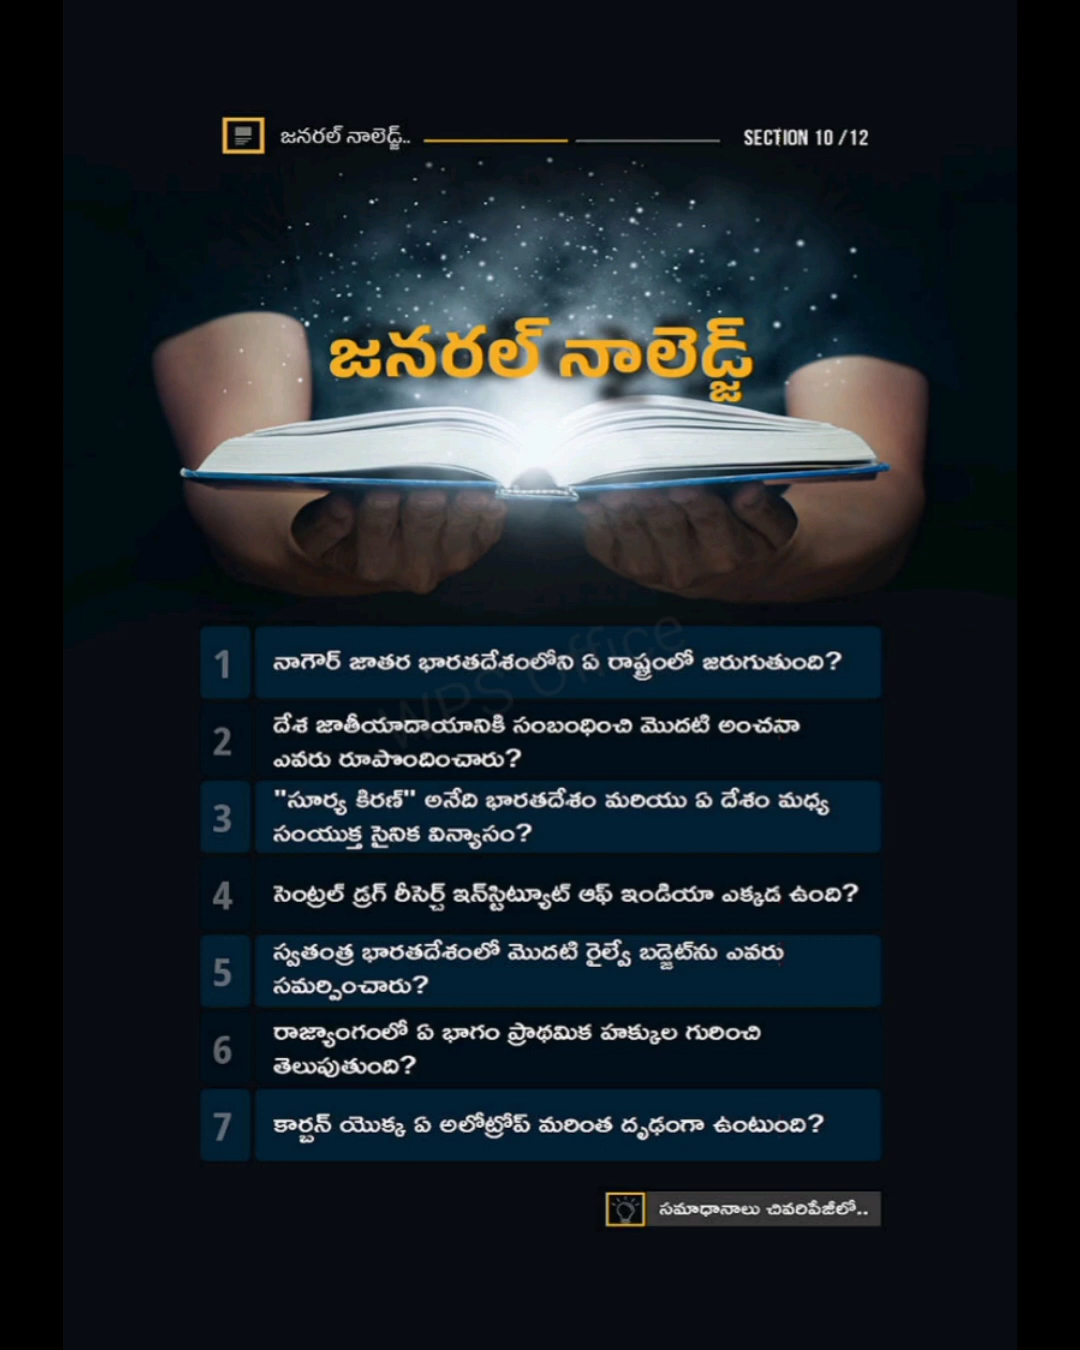 జనరల్ నాలెడ్జ్..
SECTION 10 /12
జనరల్ నాలెడ్జ్
WPS Office
1 నాగౌర్ జాతర భారతదేశంలోని ఏ రాష్ట్రంలో జరుగుతుంది?
2 దేశ జాతీయాదాయానికి సంబంధించి మొదటి అంచనా
ఎవరు రూపొందించారు?
3 "సూర్య కిరణ్" అనేది భారతదేశం మరియు ఏ దేశం మధ్య
సంయుక్త సైనిక విన్యాసం?
4 సెంట్రల్ డ్రగ్ రీసెర్చ్ ఇన్‌స్టిట్యూట్ ఆఫ్ ఇండియా ఎక్కడ ఉంది?
5 స్వతంత్ర భారతదేశంలో మొదటి రైల్వే బడ్జెట్‌ను ఎవరు
సమర్పించారు?
6 రాజ్యాంగంలో ఏ భాగం ప్రాథమిక హక్కుల గురించి
తెలుపుతుంది?
7 కార్బన్ యొక్క ఏ అలోట్రోప్ మరింత దృఢంగా ఉంటుంది?
సమాధానాలు చివరిపేజీలో..